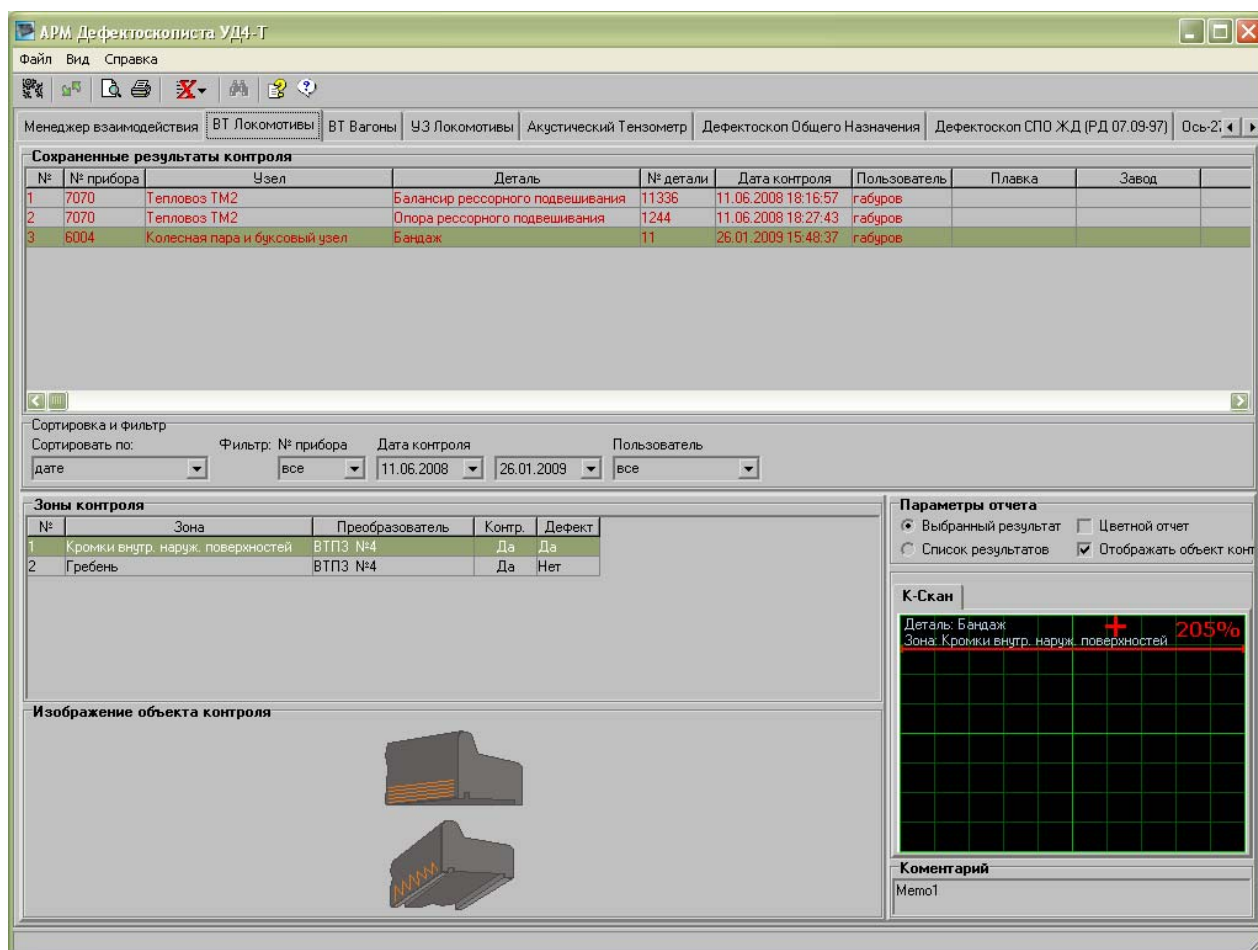 АРМ Дефектоскописта УД4-Т
Файл Вид Справка
Менеджер взаимодействия ВТ Локомотивы ВТ Вагоны УЗ Локомотивы Акустический Тензометр Дефектоскоп Общего Назначения Дефектоскоп СПО ЖД (РД 07.09-97) Ось-2
Сохраненные результаты контроля
№ № прибора Узел Деталь № детали Дата контроля Пользователь Плавка Завод
1 7070 Тепловоз ТМ2 Балансир рессорного подвешивания 11336 11.06.2008 18:16:57 габуров
2 7070 Тепловоз ТМ2 Опора рессорного подвешивания 1244 11.06.2008 18:27:43 габуров
3 6004 Колесная пара и буксовый узел Бандаж 11 26.01.2009 15:48:37 габуров
Сортировка и фильтр
Сортировать по: Фильтр: № прибора Дата контроля Пользователь
дате все 11.06.2008 26.01.2009 все
Зоны контроля
№ Зона Преобразователь Контр. Дефект
1 Кромки внутр. наруж. поверхностей ВТПЗ №4 Да Да
2 Гребень ВТПЗ №4 Да Нет
Параметры отчета
Выбранный результат Цветной отчет
Список результатов Отображать объект конт
К-Скан
Деталь: Бандаж 205%
Зона: Кромки внутр. наруж. поверхностей
Изображение объекта контроля
Коментарий
Memo1